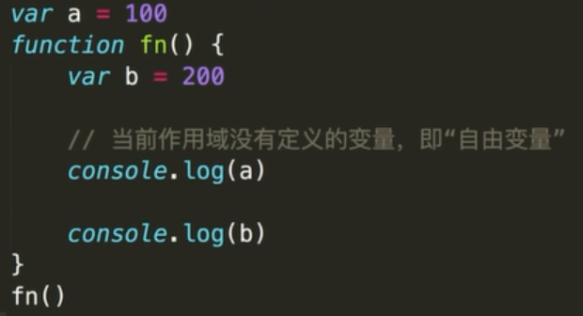 var a = 100
function fn() {
    var b = 200
    // 当前作用域没有定义的变量，即“自由变量”
    console.log(a)
    console.log(b)
}
fn()